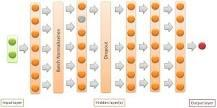 Batch Normalization
Dropout
Input layer
Hidden layer(s)
Output layer